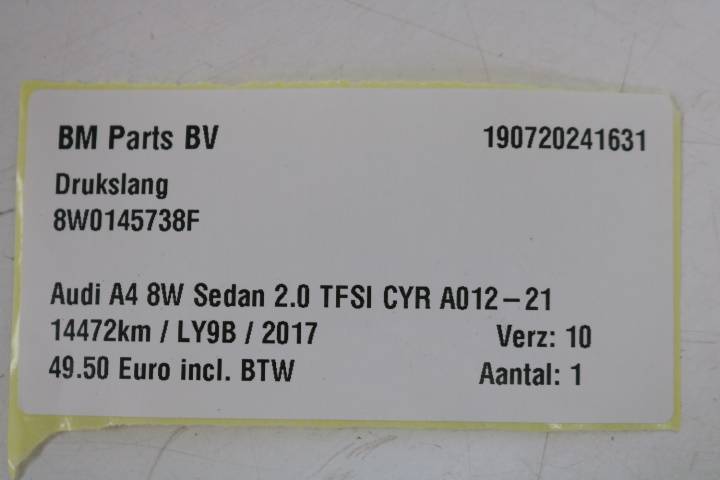 BM Parts BV 190720241631
Drukslang
8W0145738F
Audi A4 8W Sedan 2.0 TFSI CYR A012-21
14472km / LY9B / 2017 Verz: 10
49.50 Euro incl. BTW Aantal: 1